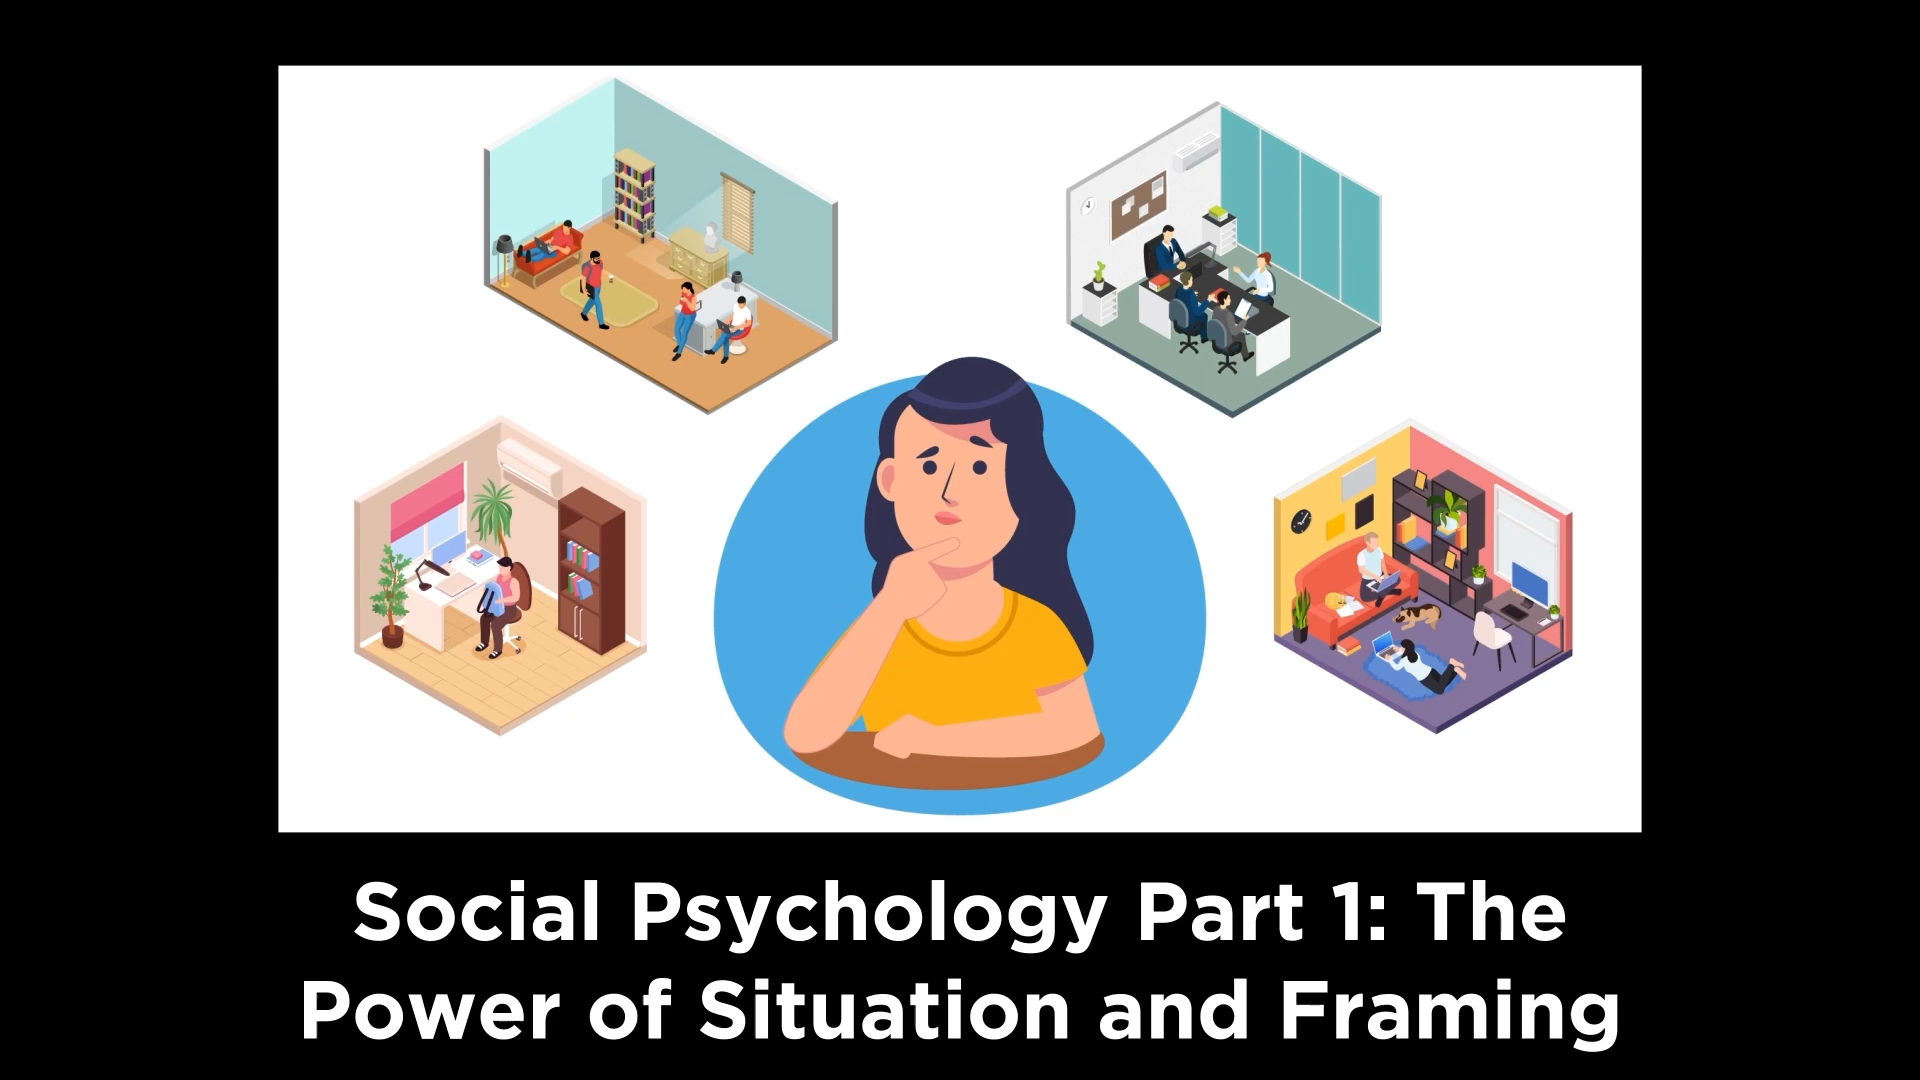 Social Psychology Part 1: The
Power of Situation and Framing